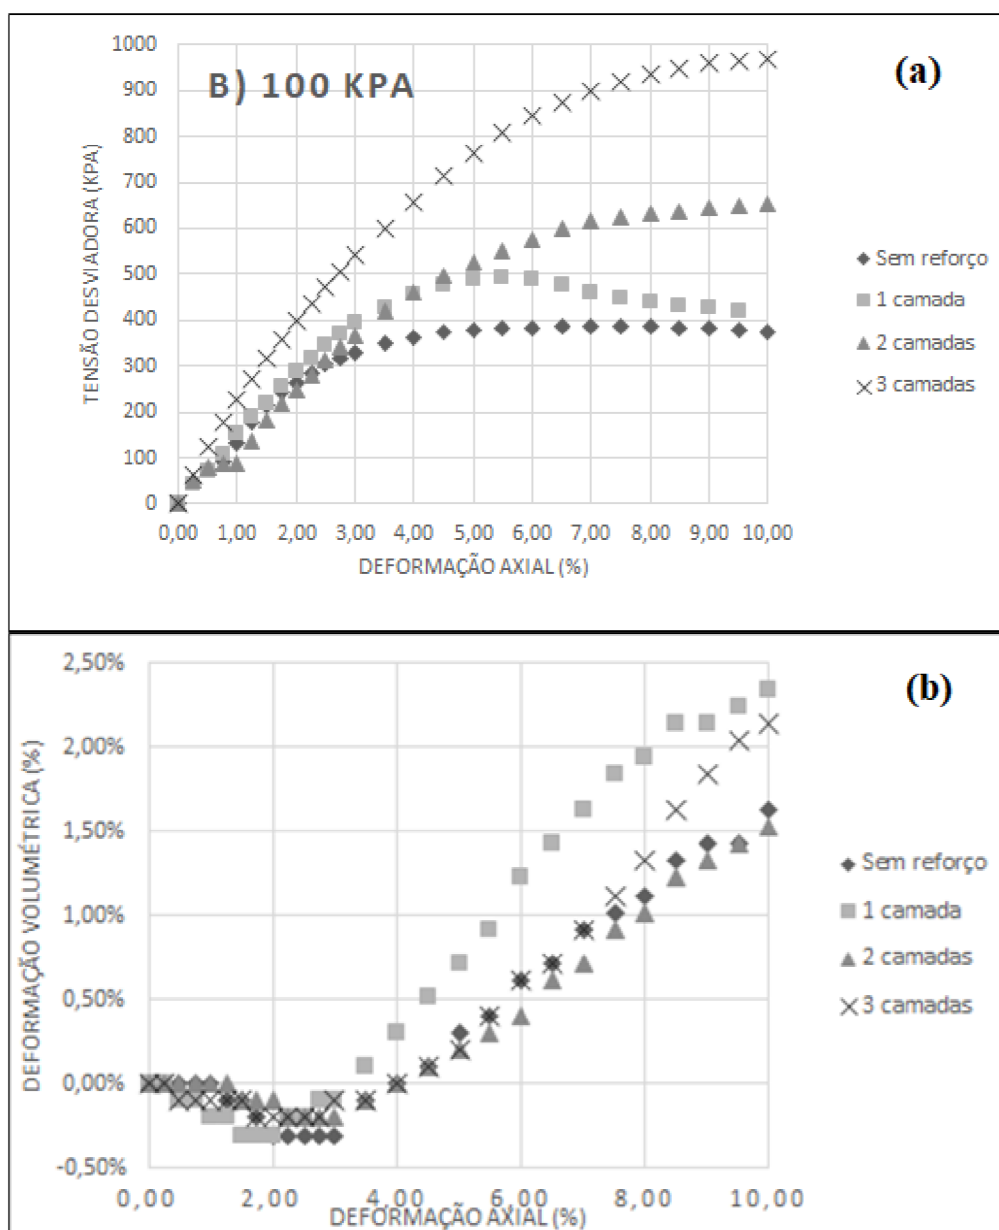 (a)
B) 100 KPA
TENSÃO DESVIADORA (KPA)
1000
900
800
700
600
500
400
300
200
100
0
0,00 1,00 2,00 3,00 4,00 5,00 6,00 7,00 8,00 9,00 10,00
DEFORMAÇÃO AXIAL (%)
Sem reforço
1 camada
2 camadas
3 camadas
(b)
DEFORMAÇÃO VOLUMÉTRICA (%)
2,50%
2,00%
1,50%
1,00%
0,50%
0,00%
-0,50%
0,00 2,00 4,00 6,00 8,00 10,00
DEFORMAÇÃO AXIAL (%)
Sem reforço
1 camada
2 camadas
3 camadas